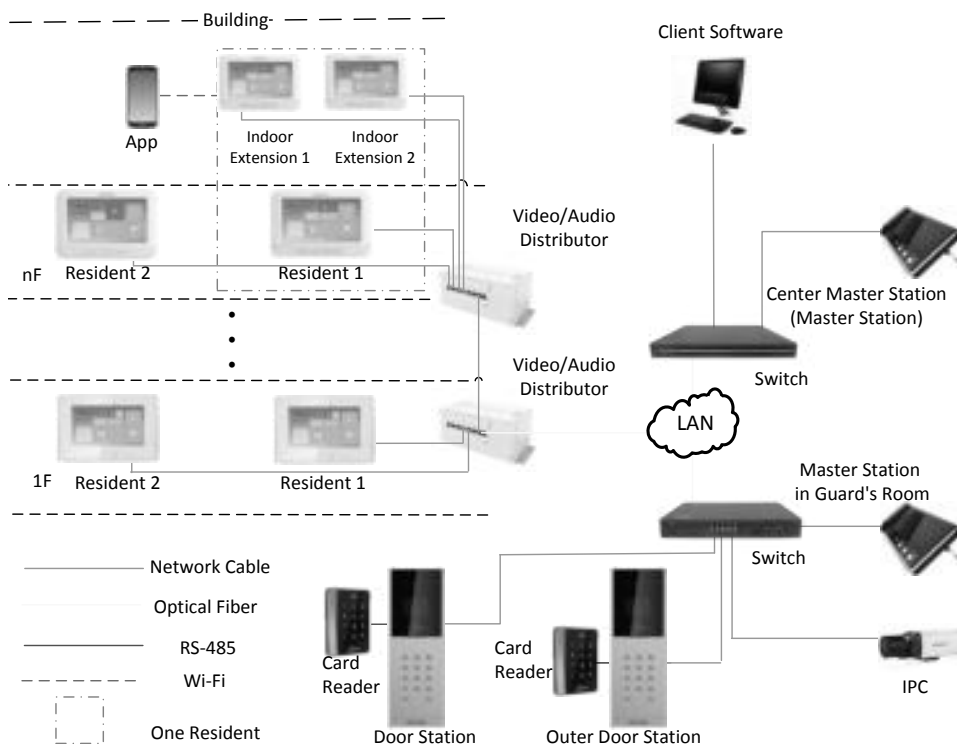 Building-
Client Software
App
Indoor
Extension 1
Indoor
Extension 2
Video/Audio
Distributor
nF
Resident 2
Resident 1
Center Master Station
(Master Station)
Switch
Video/Audio
Distributor
LAN
1F
Resident 2
Resident 1
Master Station
in Guard's Room
Switch
Network Cable
Optical Fiber
RS-485
Wi-Fi
One Resident
Card
Reader
Door Station
Card
Reader
Outer Door Station
IPC